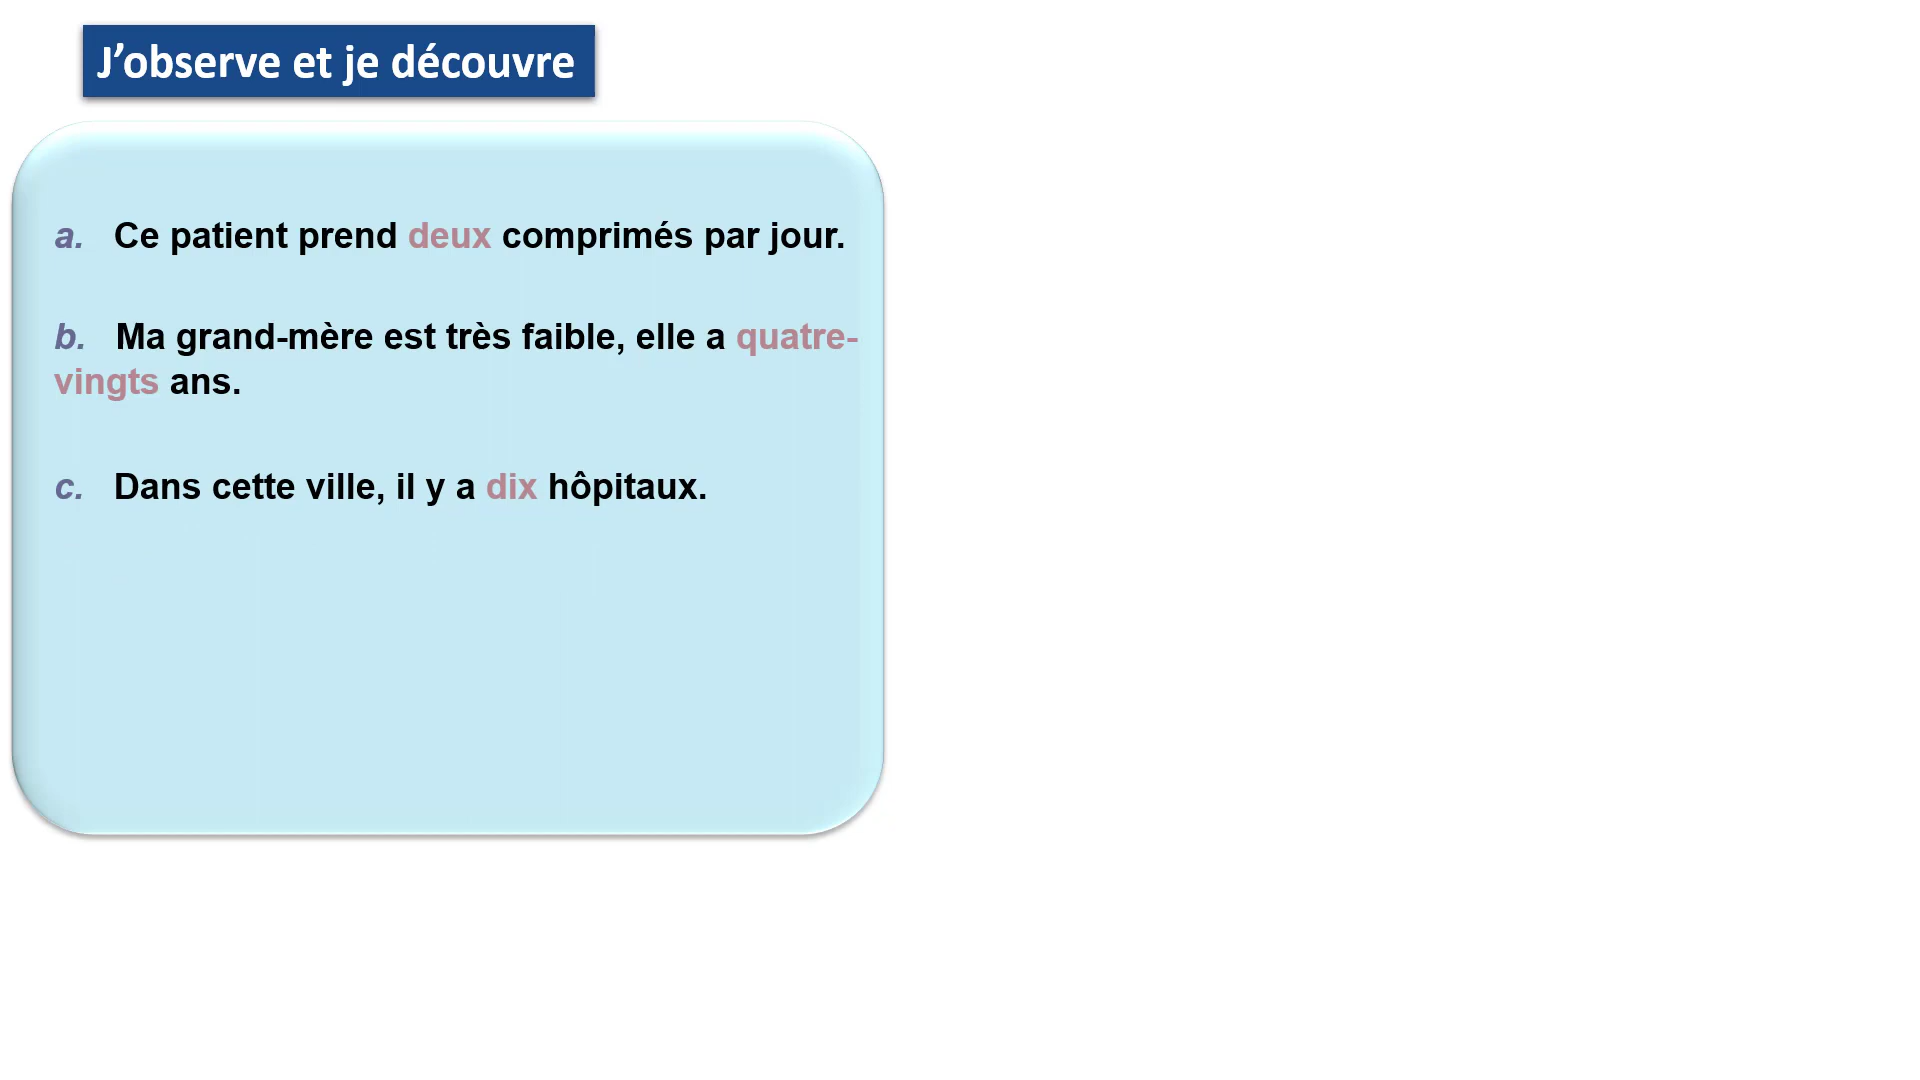 J’observe et je découvre
a. Ce patient prend deux comprimés par jour.
b. Ma grand-mère est très faible, elle a quatre-
vingts ans.
c. Dans cette ville, il y a dix hôpitaux.